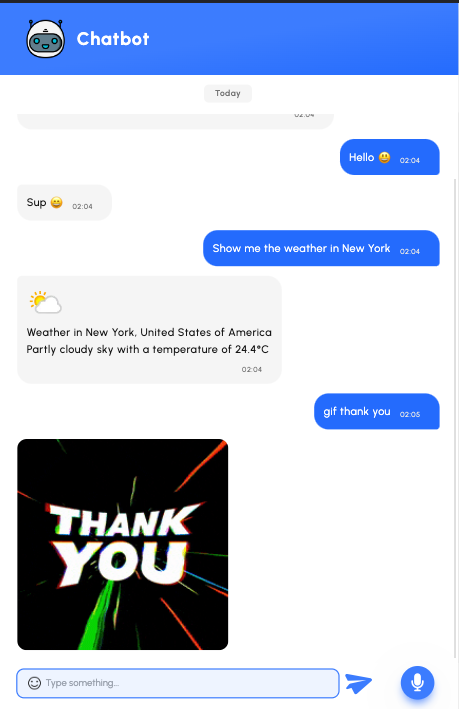 Chatbot
Today
02:04
Hello 😃 02:04
Sup 😄 02:04
Show me the weather in New York 02:04
Weather in New York, United States of America
Partly cloudy sky with a temperature of 24.4°C
02:04
gif thank you 02:05
THANK
YOU
Type something...